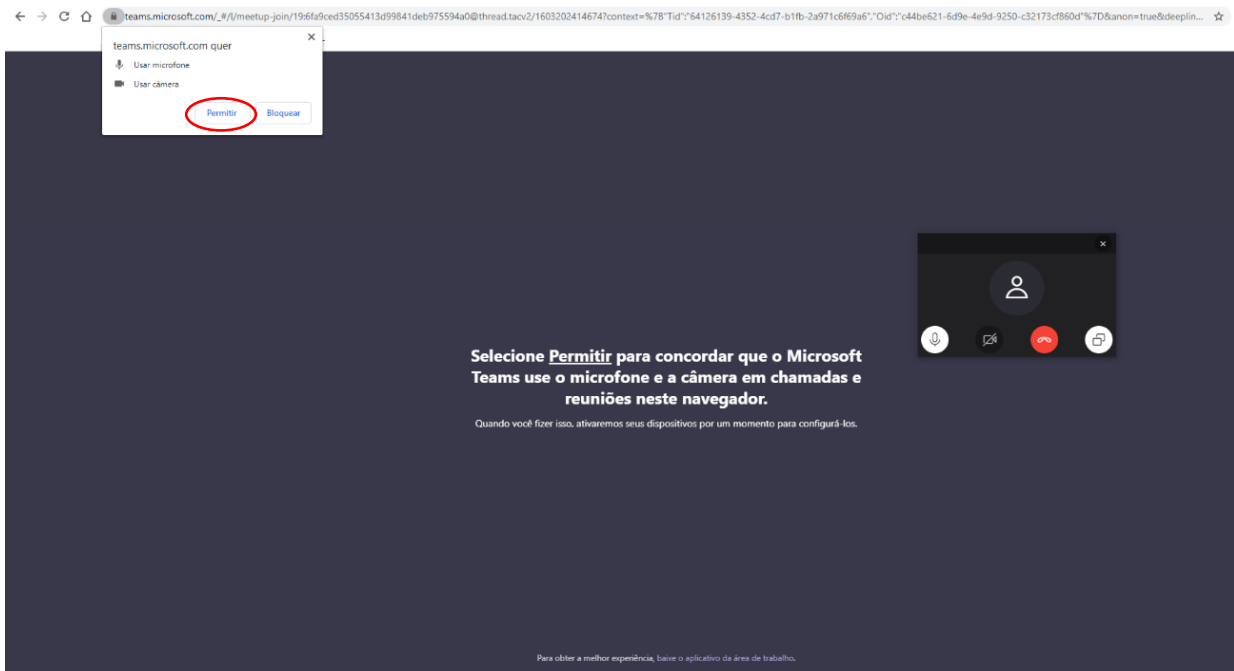 teams.microsoft.com/_#/l/meetup-join/19:6fa9ced35055413d99841deb975594a0@thread.tacv2/1603202414674?context=%7B"Tid":"64126139-4352-4cd7-b1fb-2a971c6f69a6","Oid":"c44be621-6d9e-4e9d-9250-c32173cf860d"%7D&anon=true&deeplin...
teams.microsoft.com quer
Usar microfone
Usar câmera
Permitir Bloquear
Selecione Permitir para concordar que o Microsoft
Teams use o microfone e a câmera em chamadas e
reuniões neste navegador.
Quando você fizer isso, ativaremos seus dispositivos por um momento para configurá-los.
Para obter a melhor experiência, baixe o aplicativo da área de trabalho.